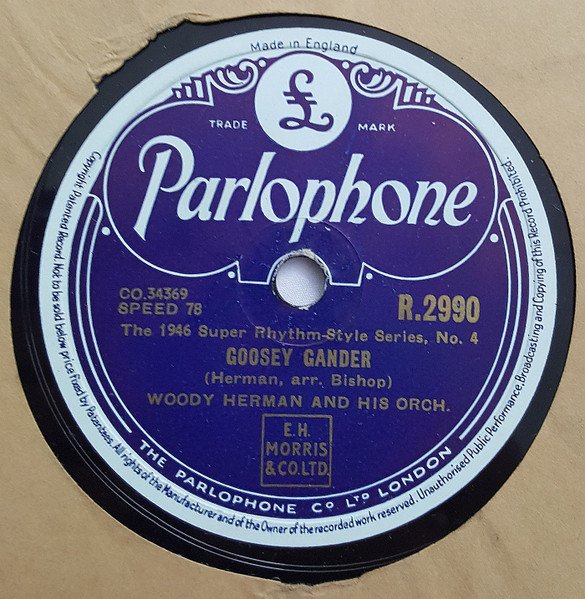 Made in England
£
TRADE MARK
Parlophone
CO.34369
SPEED 78
R.2990
The 1946 Super Rhythm-Style Series, No. 4
GOOSEY GANDER
(Herman, arr. Bishop)
WOODY HERMAN AND HIS ORCH.
E.H.
MORRIS
& CO. LTD.
THE PARLOPHONE CO LTD LONDON
Copyright Patented Record. Not to be sold below price fixed by Patentees. All rights of the Manufacturer and of the Owner of the recorded work reserved. Unauthorised Public Performance, Broadcasting and Copying of this Record Prohibited.